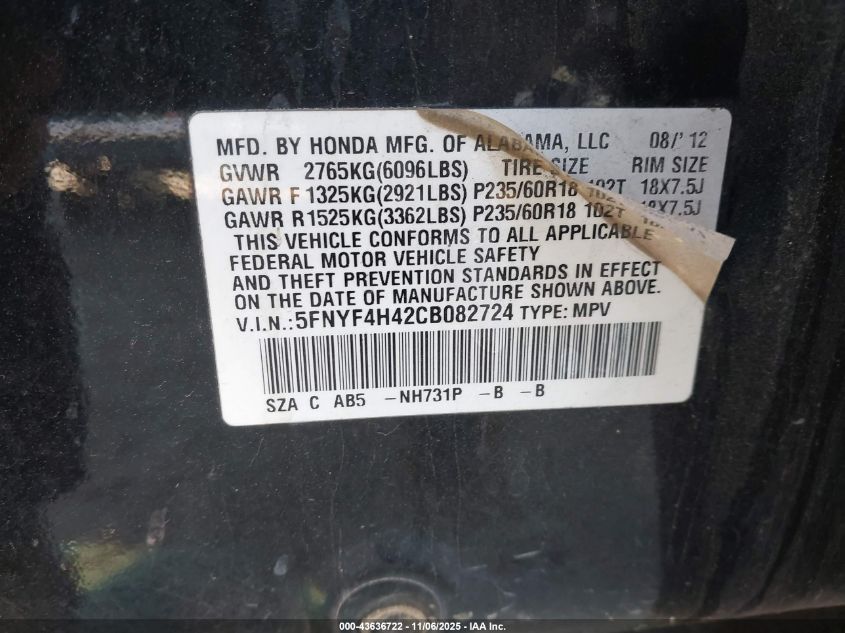 MFD. BY HONDA MFG. OF ALABAMA, LLC 08/'12
GVWR 2765KG(6096LBS) TIRE SIZE RIM SIZE
GAWR F 1325KG(2921LBS) P235/60R18 102T 18X7.5J
GAWR R 1525KG(3362LBS) P235/60R18 102T 18X7.5J
THIS VEHICLE CONFORMS TO ALL APPLICABLE
FEDERAL MOTOR VEHICLE SAFETY
AND THEFT PREVENTION STANDARDS IN EFFECT
ON THE DATE OF MANUFACTURE SHOWN ABOVE.
V.I.N.:5FNYF4H42CB082724 TYPE: MPV
SZA C AB5 -NH731P -B -B
000-43636722 - 11/06/2025 - IAA Inc.